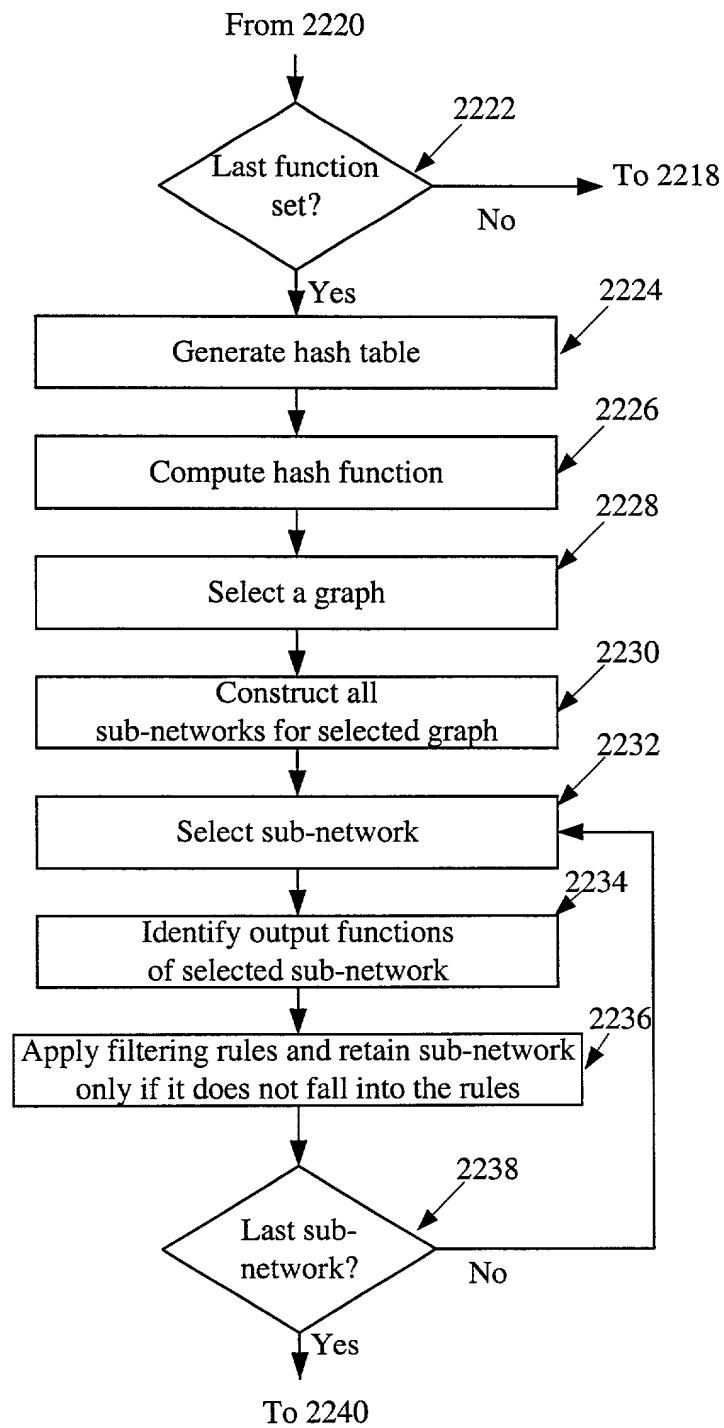 From 2220
2222
Last function
set?
To 2218
No
Yes
2224
Generate hash table
2226
Compute hash function
2228
Select a graph
2230
Construct all
sub-networks for selected graph
2232
Select sub-network
2234
Identify output functions
of selected sub-network
2236
Apply filtering rules and retain sub-network
only if it does not fall into the rules
2238
Last sub-
network?
No
Yes
To 2240